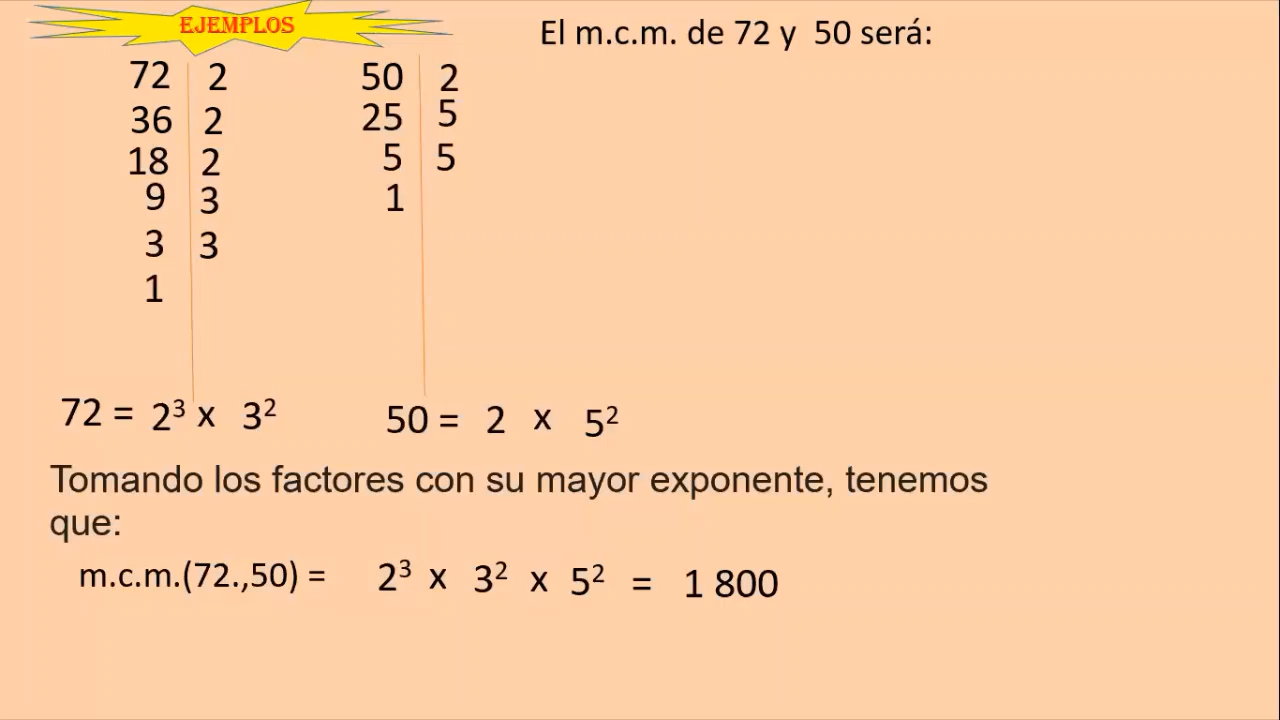 EJEMPLOS
El m.c.m. de 72 y 50 será:
72 2
36 2
18 2
9 3
3 3
1
50 2
25 5
5 5
1
72 = 2³ x 3²
50 = 2 x 5²
Tomando los factores con su mayor exponente, tenemos
que:
m.c.m.(72.,50) = 2³ x 3² x 5² = 1 800